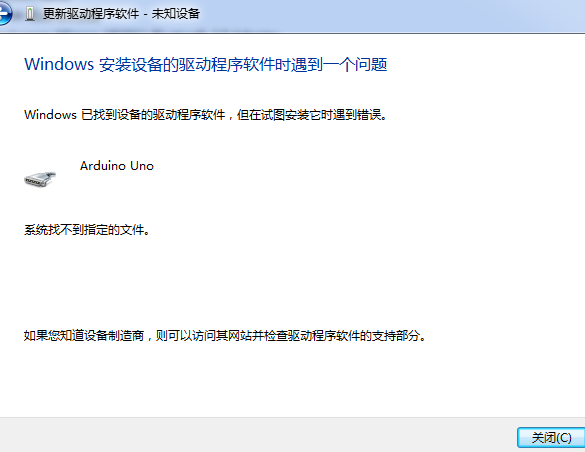 更新驱动程序软件 - 未知设备
Windows 安装设备的驱动程序软件时遇到一个问题
Windows 已找到设备的驱动程序软件，但在试图安装它时遇到错误。
Arduino Uno
系统找不到指定的文件。
如果您知道设备制造商，则可以访问其网站并检查驱动程序软件的支持部分。
关闭(C)